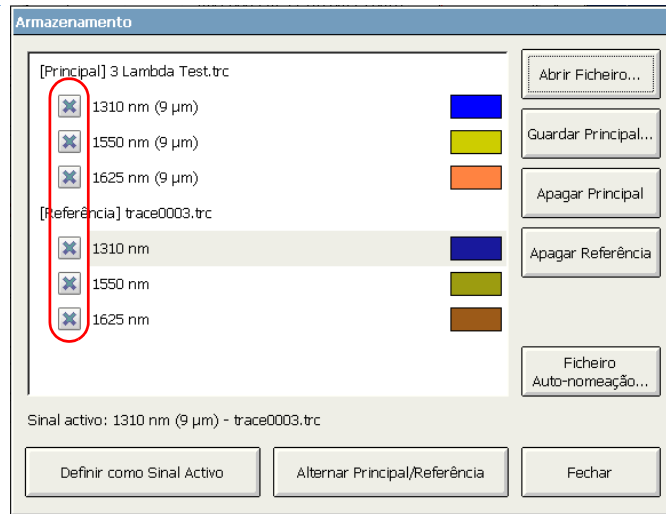 Armazenamento
[Principal] 3 Lambda Test.trc
1310 nm (9 µm)
1550 nm (9 µm)
1625 nm (9 µm)
[Referência] trace0003.trc
1310 nm
1550 nm
1625 nm
Abrir Ficheiro...
Guardar Principal...
Apagar Principal
Apagar Referência
Ficheiro
Auto-nomeação...
Sinal activo: 1310 nm (9 µm) - trace0003.trc
Definir como Sinal Activo
Alternar Principal/Referência
Fechar